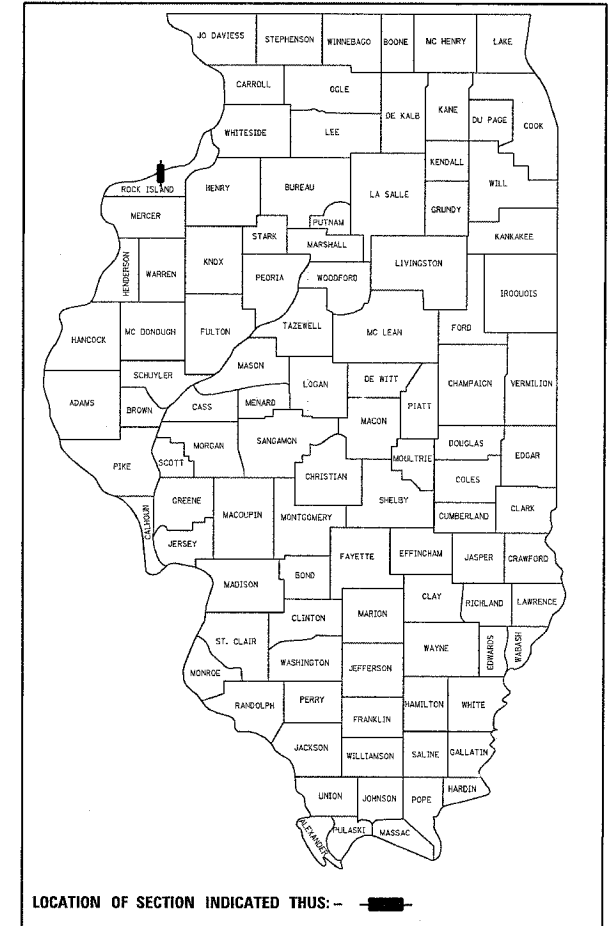 JO DAVIESS STEPHENSON WINNEBAGO BOONE MC HENRY LAKE
CARROLL OGLE DE KALB KANE DU PAGE COOK
WHITESIDE LEE
KENDALL WILL
ROCK ISLAND HENRY BUREAU LA SALLE GRUNDY
MERCER PUTNAM
STARK MARSHALL KANKAKEE
HENDERSON WARREN KNOX PEORIA WOODFORD LIVINGSTON IROQUOIS
HANCOCK MC DONOUGH FULTON TAZEWELL MC LEAN FORD
SCHUYLER MASON LOGAN DE WITT CHAMPAIGN VERMILION
ADAMS BROWN CASS MENARD MACON PIATT
MORGAN SANGAMON MOULTRIE DOUGLAS EDGAR
PIKE SCOTT CHRISTIAN COLES
GREENE MACOUPIN MONTGOMERY SHELBY CUMBERLAND CLARK
CALHOUN JERSEY FAYETTE EFFINGHAM JASPER CRAWFORD
MADISON BOND CLAY RICHLAND LAWRENCE
CLINTON MARION
ST. CLAIR WAYNE EDWARDS WABASH
WASHINGTON JEFFERSON
MONROE
RANDOLPH PERRY HAMILTON WHITE
FRANKLIN
JACKSON WILLIAMSON SALINE GALLATIN
UNION JOHNSON POPE HARDIN
ALEXANDER PULASKI MASSAC
LOCATION OF SECTION INDICATED THUS: -